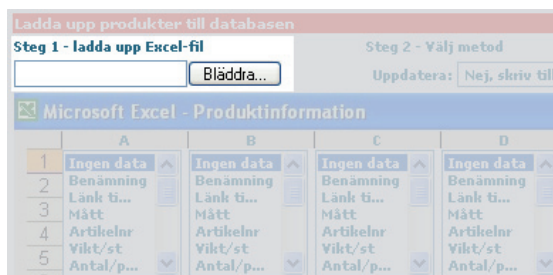 Ladda upp produkter till databasen
Steg 1 - ladda upp Excel-fil
Steg 2 - Välj metod
Bläddra...
Uppdatera: Nej, skriv till
Microsoft Excel - Produktinformation
A B C D
1 Ingen data Ingen data Ingen data Ingen data
2 Benämning Benämning Benämning Benämning
Länk ti... Länk ti... Länk ti... Länk ti...
3 Mått Mått Mått Mått
4 Artikelnr Artikelnr Artikelnr Artikelnr
Vikt/st Vikt/st Vikt/st Vikt/st
5 Antal/p... Antal/p... Antal/p... Antal/p...